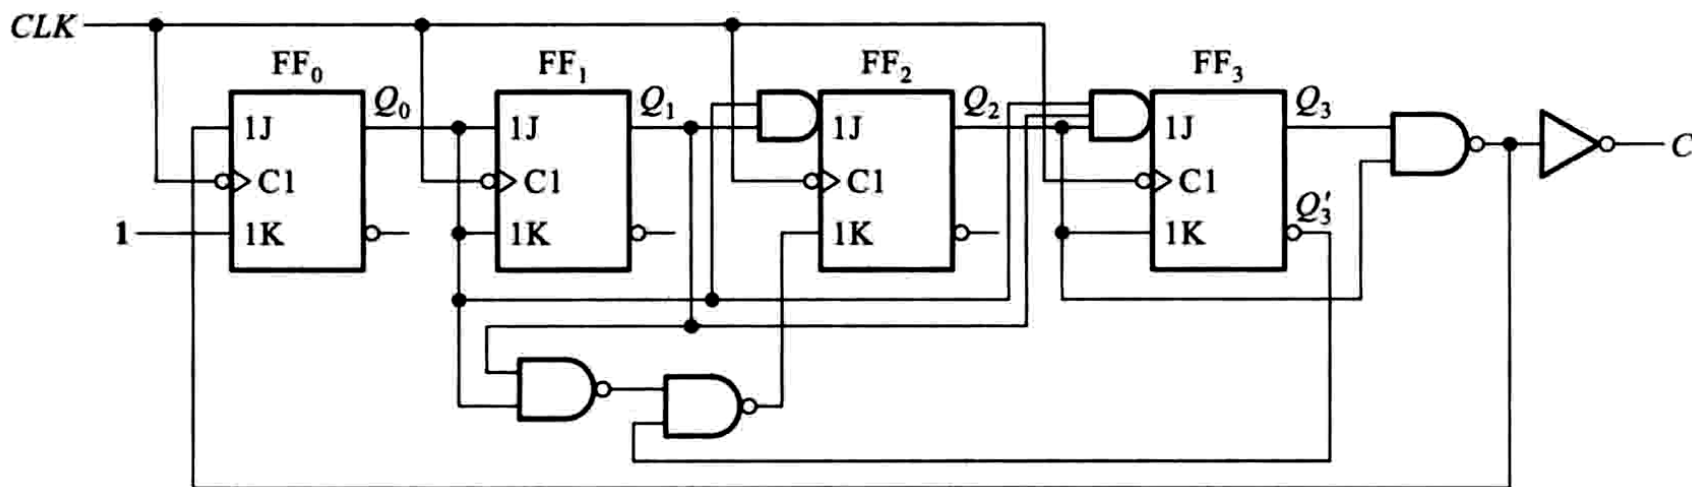 CLK
FF₀ FF₁ FF₂ FF₃
Q₀ Q₁ Q₂ Q₃
1J 1J 1J 1J C
C1 C1 C1 C1
Q₃′
1 1K 1K 1K 1K